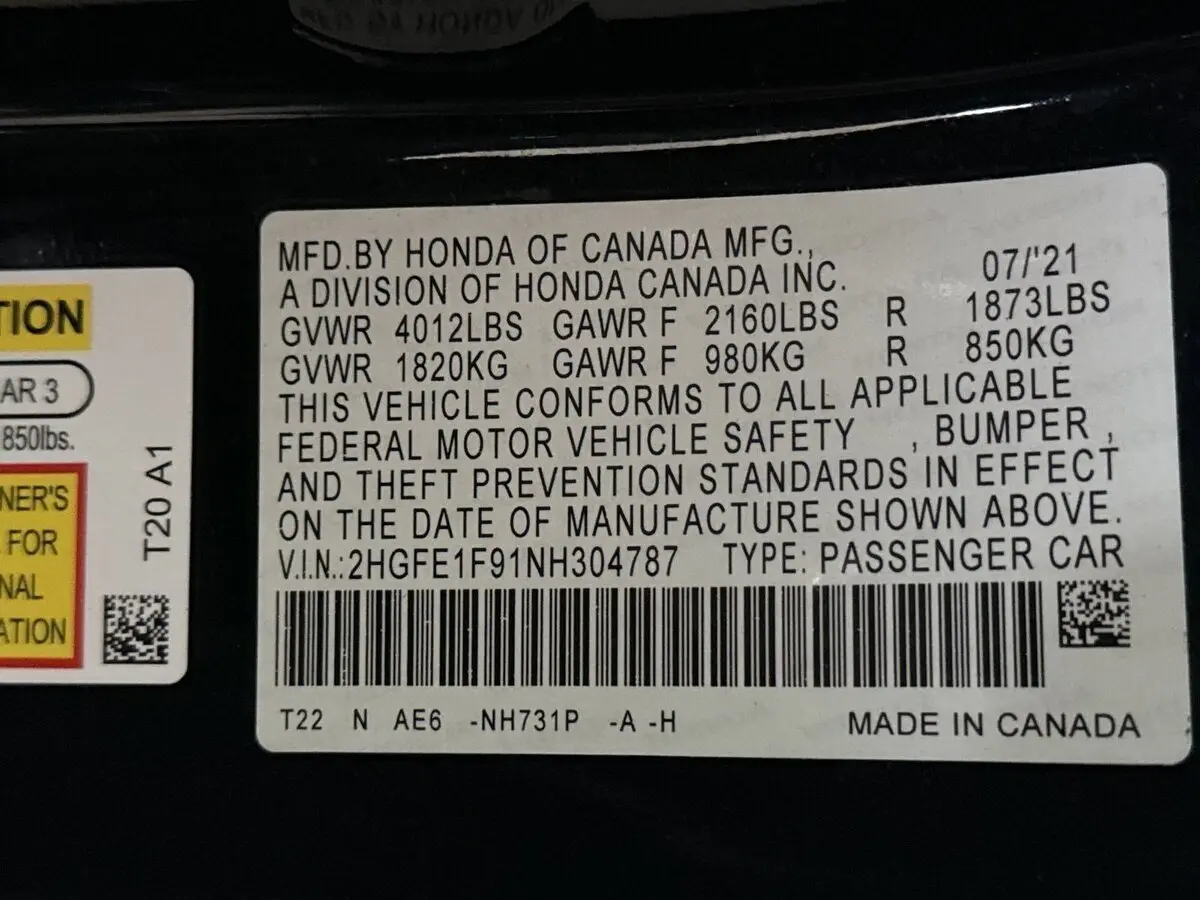 MFD.BY HONDA OF CANADA MFG.,
A DIVISION OF HONDA CANADA INC. 07/'21
GVWR 4012LBS GAWR F 2160LBS R 1873LBS
GVWR 1820KG GAWR F 980KG R 850KG
THIS VEHICLE CONFORMS TO ALL APPLICABLE
FEDERAL MOTOR VEHICLE SAFETY , BUMPER ,
AND THEFT PREVENTION STANDARDS IN EFFECT
ON THE DATE OF MANUFACTURE SHOWN ABOVE.
V.I.N.:2HGFE1F91NH304787 TYPE: PASSENGER CAR
T22 N AE6 -NH731P -A -H MADE IN CANADA
TION
AR 3
850lbs.
NER'S
FOR
NAL
ATION
T20 A1